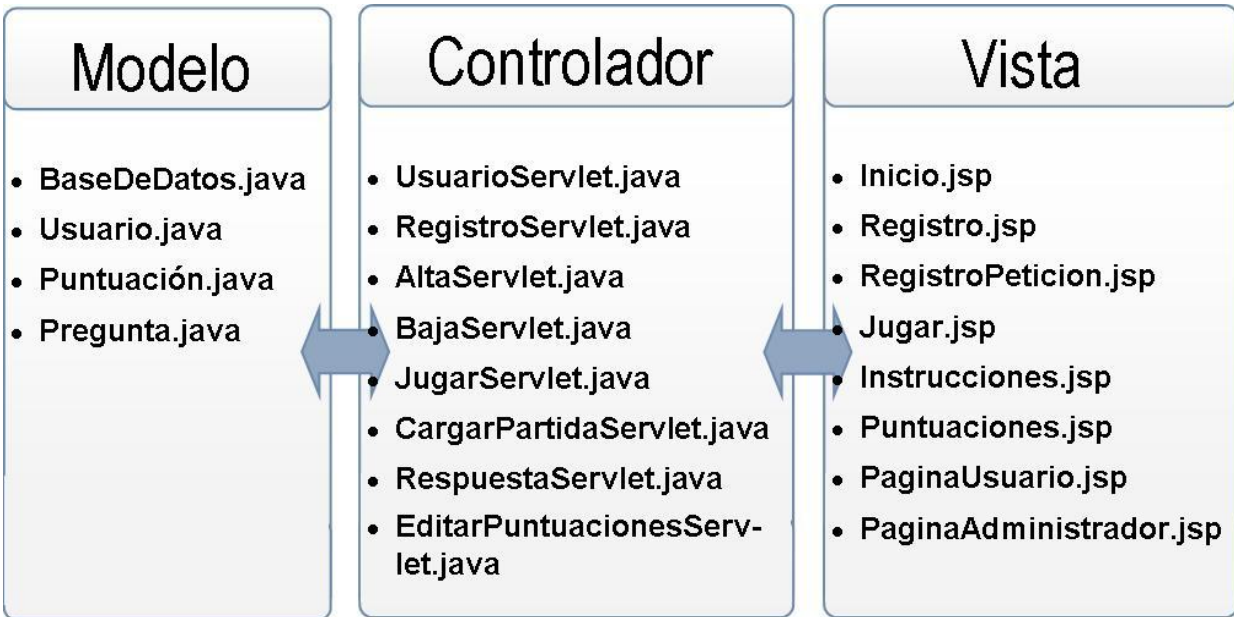 Modelo
• BaseDeDatos.java
• Usuario.java
• Puntuación.java
• Pregunta.java
Controlador
• UsuarioServlet.java
• RegistroServlet.java
• AltaServlet.java
• BajaServlet.java
• JugarServlet.java
• CargarPartidaServlet.java
• RespuestaServlet.java
• EditarPuntuacionesServ-
let.java
Vista
• Inicio.jsp
• Registro.jsp
• RegistroPeticion.jsp
• Jugar.jsp
• Instrucciones.jsp
• Puntuaciones.jsp
• PaginaUsuario.jsp
• PaginaAdministrador.jsp